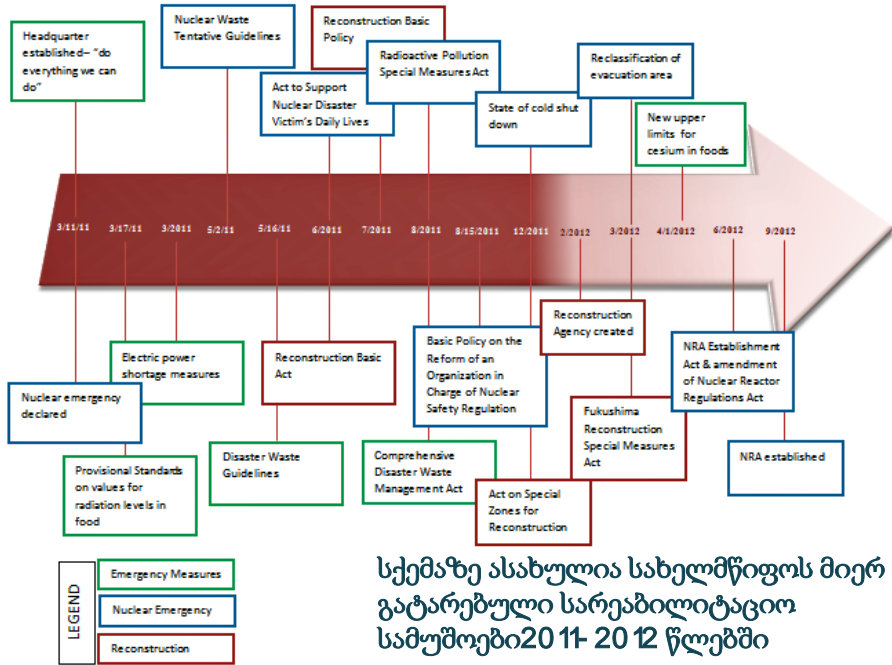 Headquarter
established– "do
everything we can
do"
Nuclear Waste
Tentative Guidelines
Reconstruction Basic
Policy
Act to Support
Nuclear Disaster
Victim's Daily Lives
Radioactive Pollution
Special Measures Act
State of cold shut
down
Reclassification of
evacuation area
New upper
limits for
cesium in foods
3/11/11
3/17/11
3/2011
5/2/11
5/16/11
6/2011
7/2011
8/2011
8/15/2011
12/2011
2/2012
3/2012
4/1/2012
6/2012
9/2012
Nuclear emergency
declared
Electric power
shortage measures
Provisional Standards
on values for
radiation levels in
food
Reconstruction Basic
Act
Disaster Waste
Guidelines
Basic Policy on the
Reform of an
Organization in
Charge of Nuclear
Safety Regulation
Comprehensive
Disaster Waste
Management Act
Act on Special
Zones for
Reconstruction
Reconstruction
Agency created
Fukushima
Reconstruction
Special Measures
Act
NRA Establishment
Act & amendment
of Nuclear Reactor
Regulations Act
NRA established
LEGEND
Emergency Measures
Nuclear Emergency
Reconstruction
სქემაზე ასახულია სახელმწიფოს მიერ
გატარებული სარეაბილიტაციო
სამუშოები2011- 2012 წლებში